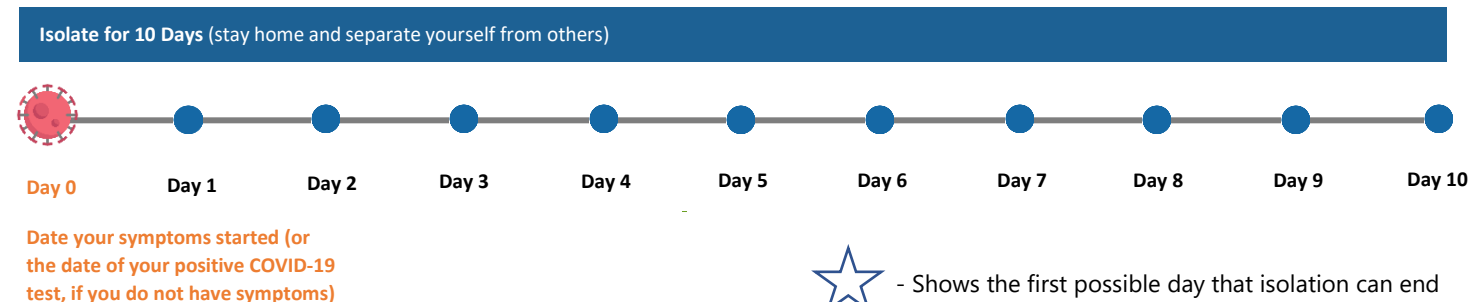 Isolate for 10 Days (stay home and separate yourself from others)
Day 0 Day 1 Day 2 Day 3 Day 4 Day 5 Day 6 Day 7 Day 8 Day 9 Day 10
Date your symptoms started (or
the date of your positive COVID-19
test, if you do not have symptoms)
- Shows the first possible day that isolation can end